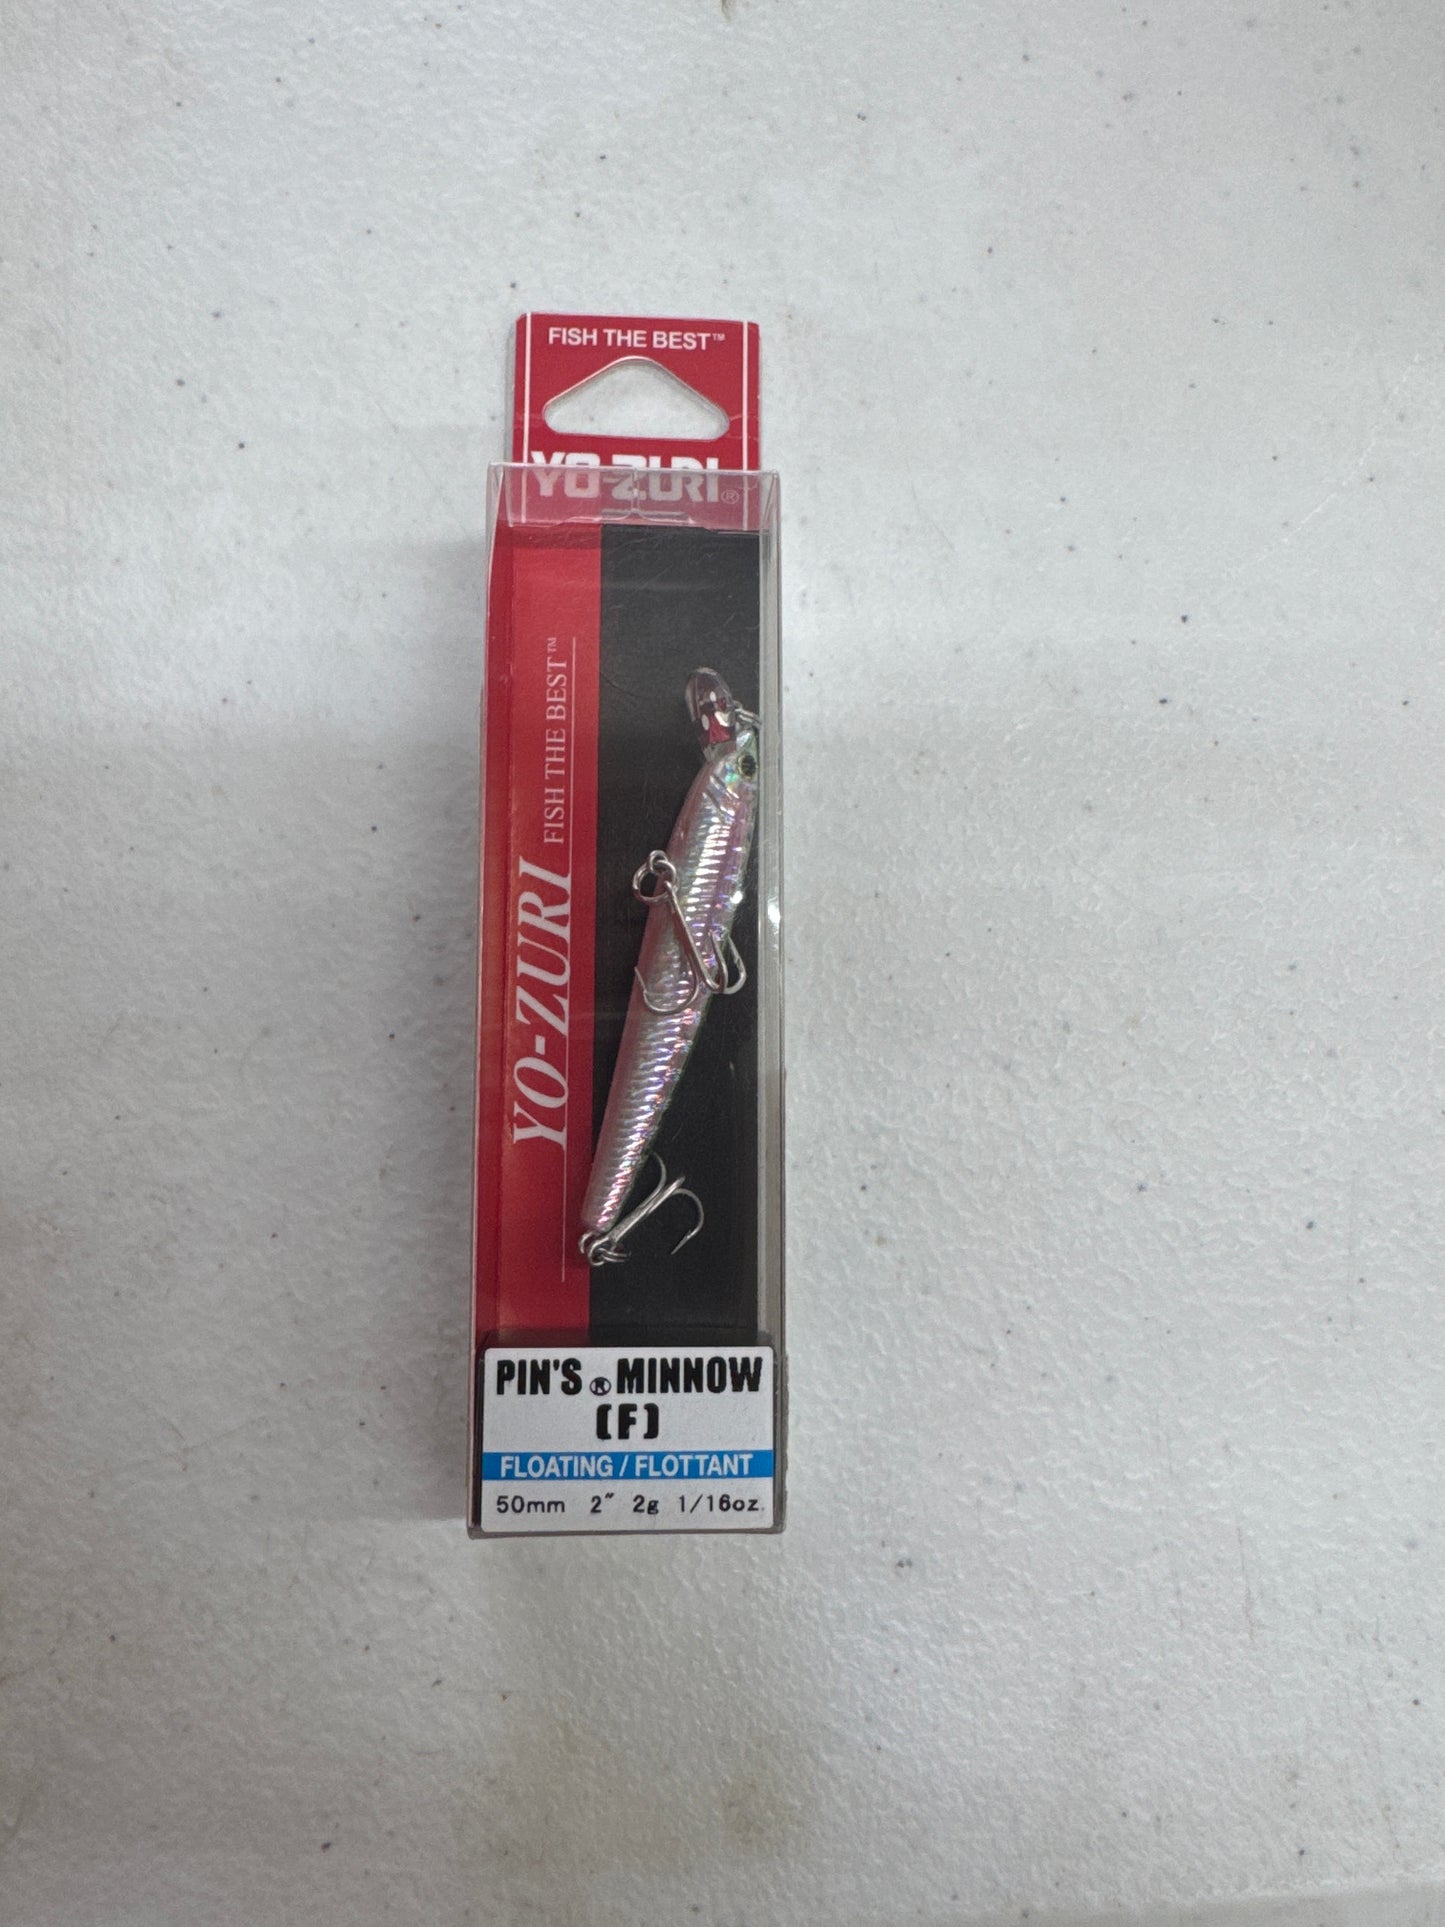 FISH THE BEST™
YO-ZURI®
YO-ZURI FISH THE BEST™
PIN'S® MINNOW
(F)
FLOATING / FLOTTANT
50mm 2" 2g 1/16oz.